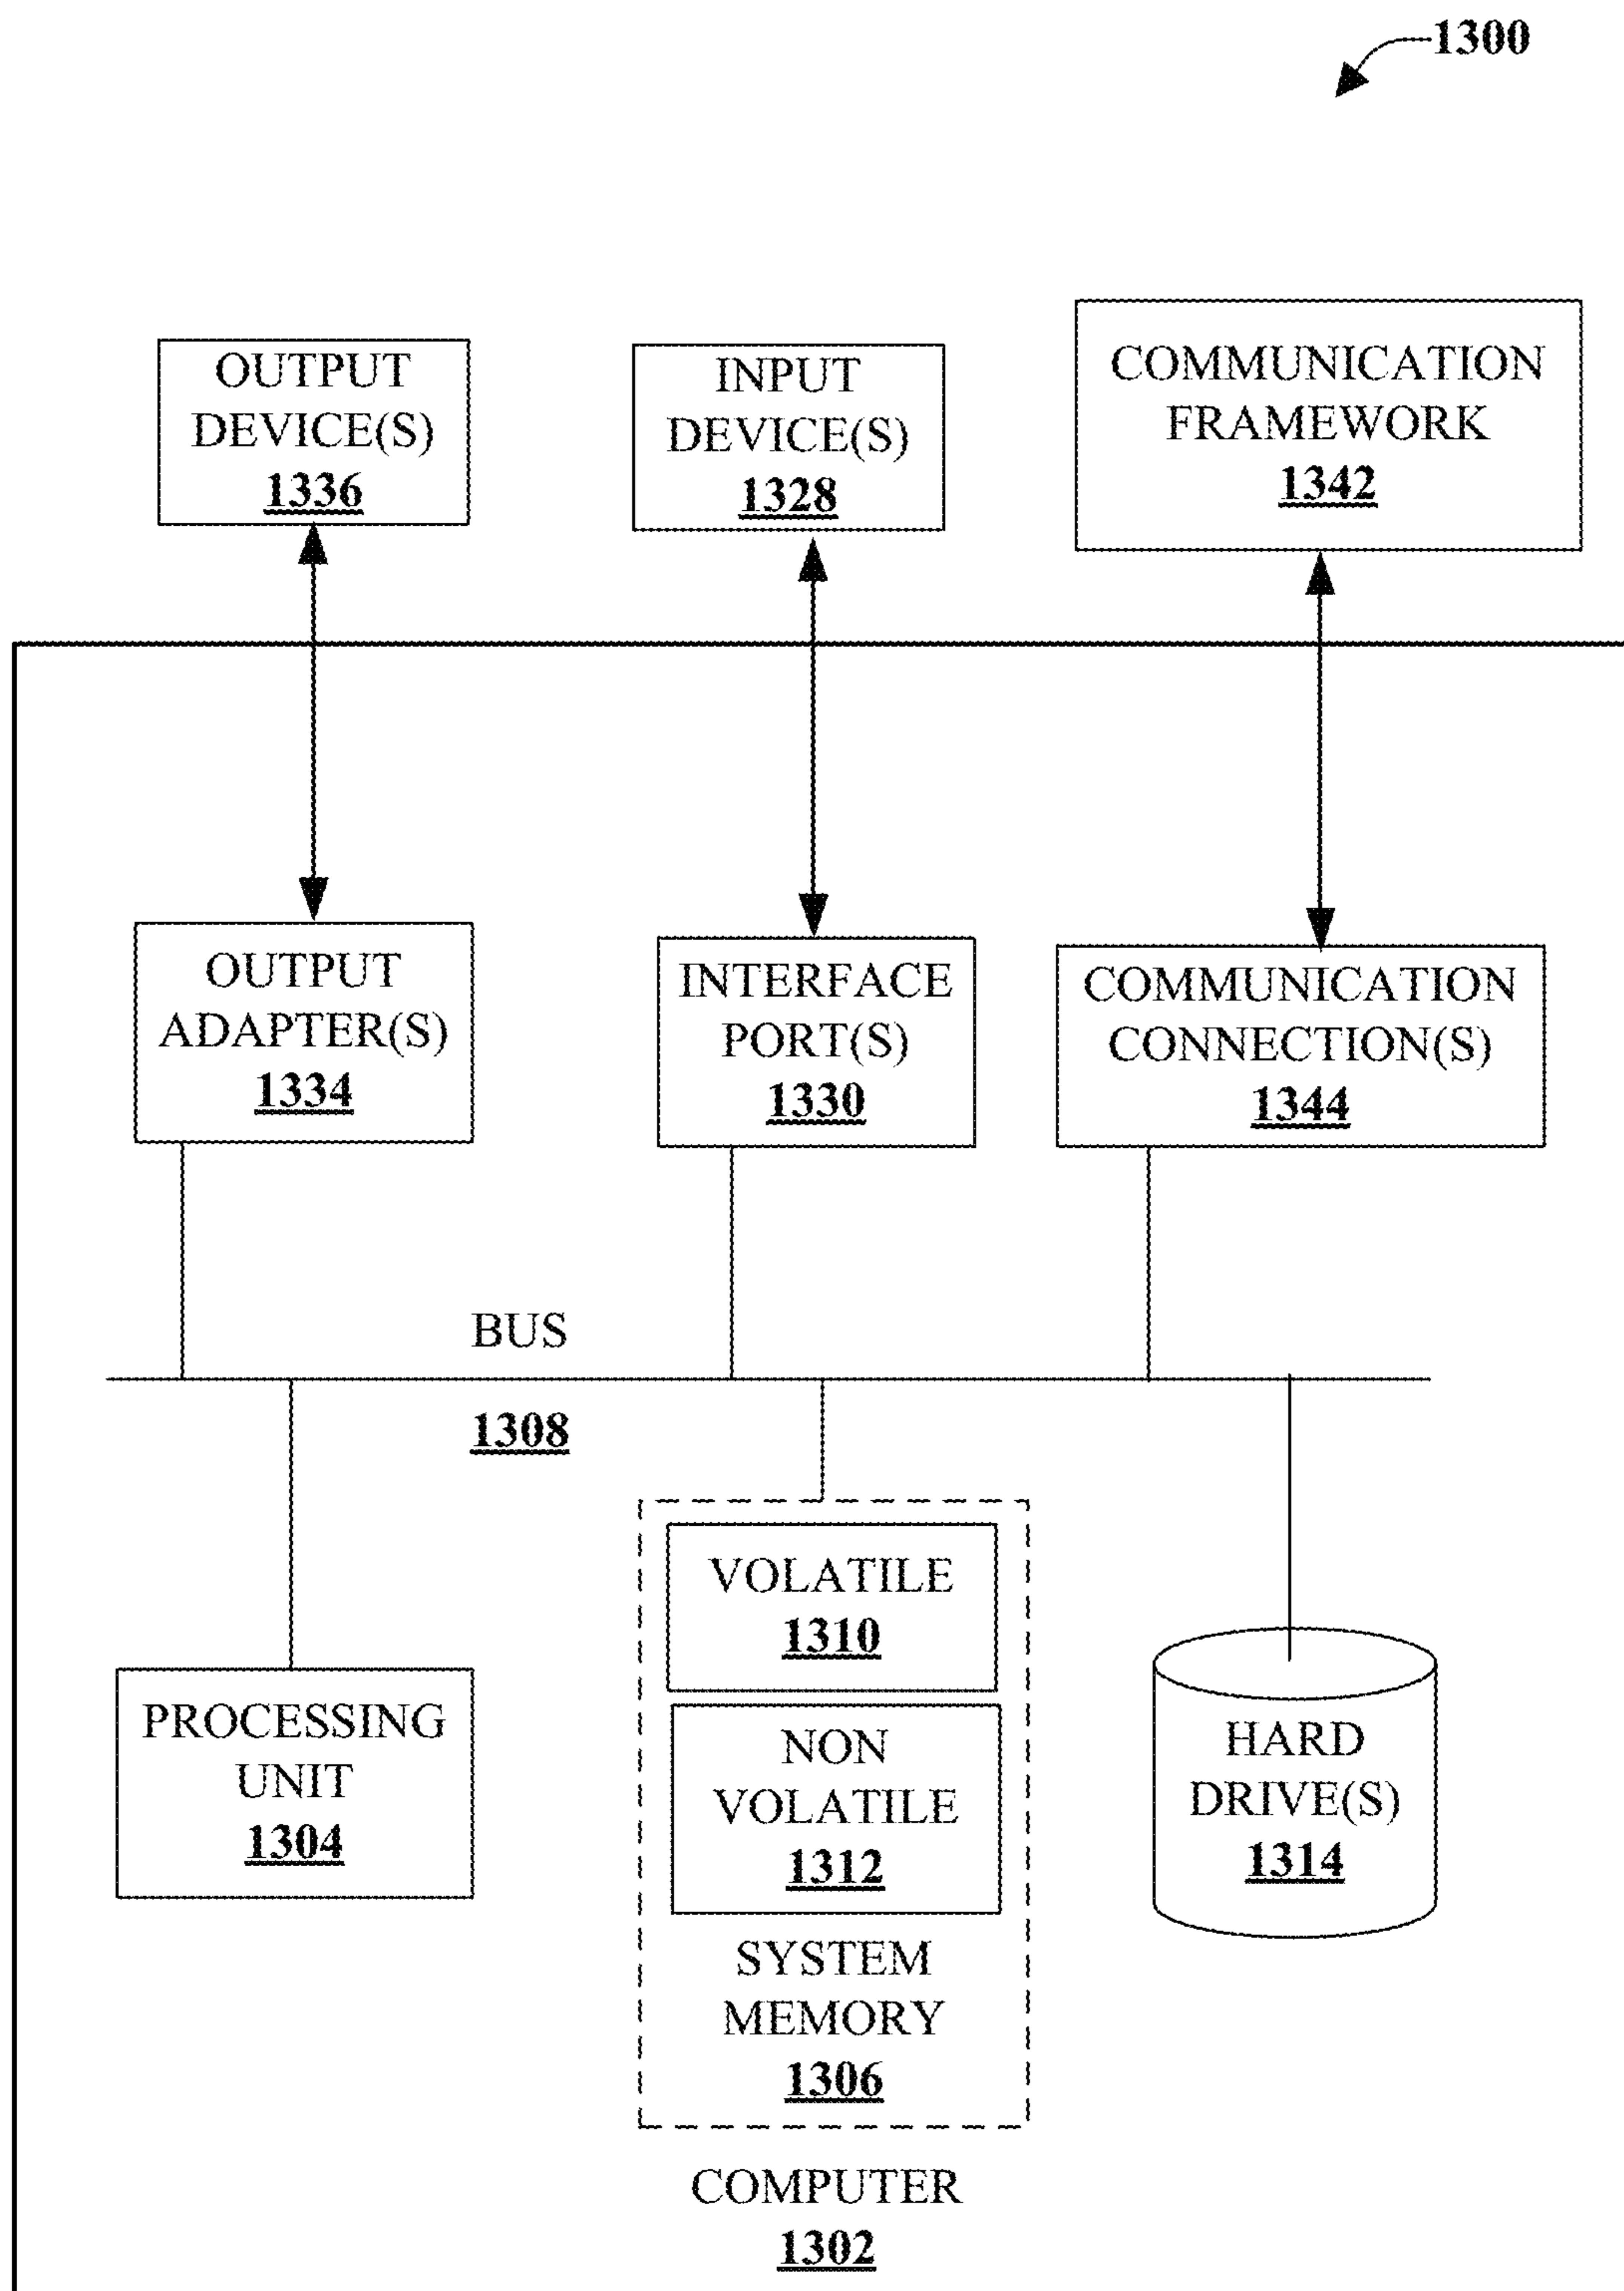 1300
OUTPUT
DEVICE(S)
1336
INPUT
DEVICE(S)
1328
COMMUNICATION
FRAMEWORK
1342
OUTPUT
ADAPTER(S)
1334
INTERFACE
PORT(S)
1330
COMMUNICATION
CONNECTION(S)
1344
BUS
1308
PROCESSING
UNIT
1304
VOLATILE
1310
NON
VOLATILE
1312
SYSTEM
MEMORY
1306
HARD
DRIVE(S)
1314
COMPUTER
1302